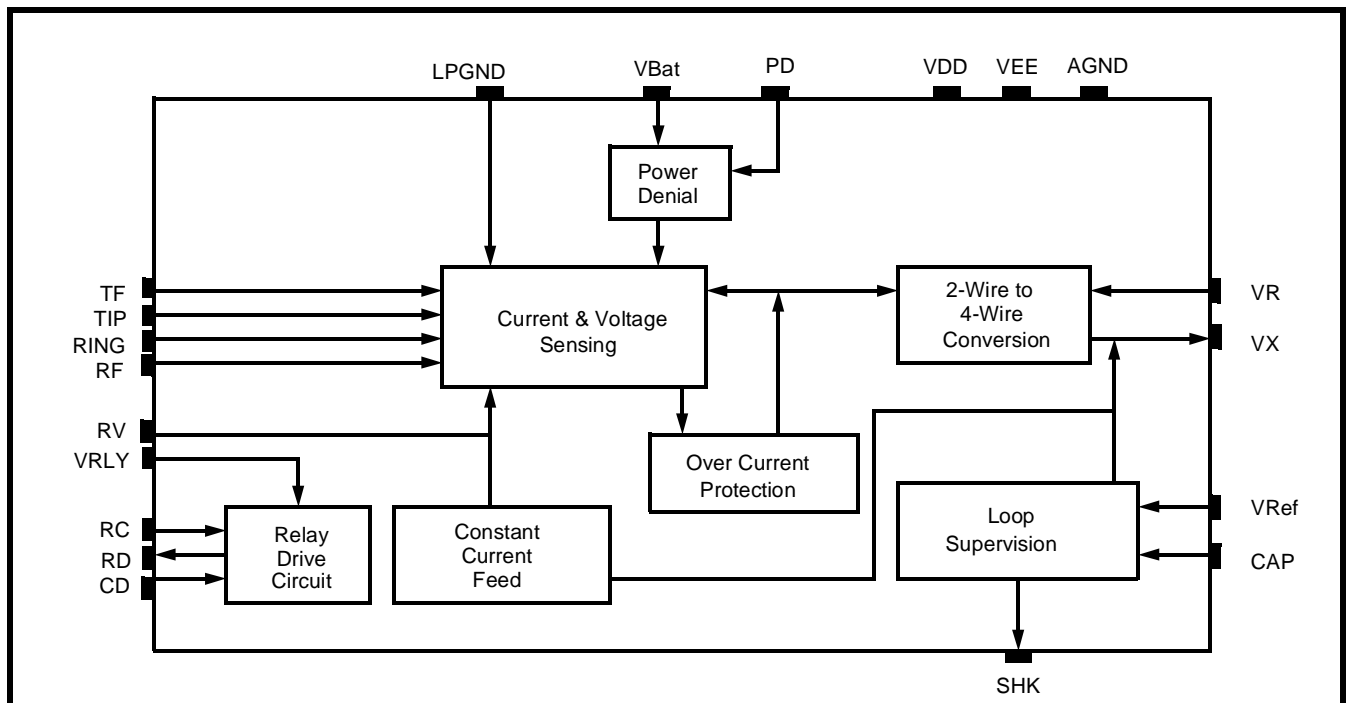 LPGND
VBat
PD
VDD
VEE
AGND
Power
Denial
TF
TIP
RING
RF
Current & Voltage
Sensing
2-Wire to
4-Wire
Conversion
VR
VX
RV
VRLY
Over Current
Protection
RC
RD
CD
Relay
Drive
Circuit
Constant
Current
Feed
Loop
Supervision
VRef
CAP
SHK